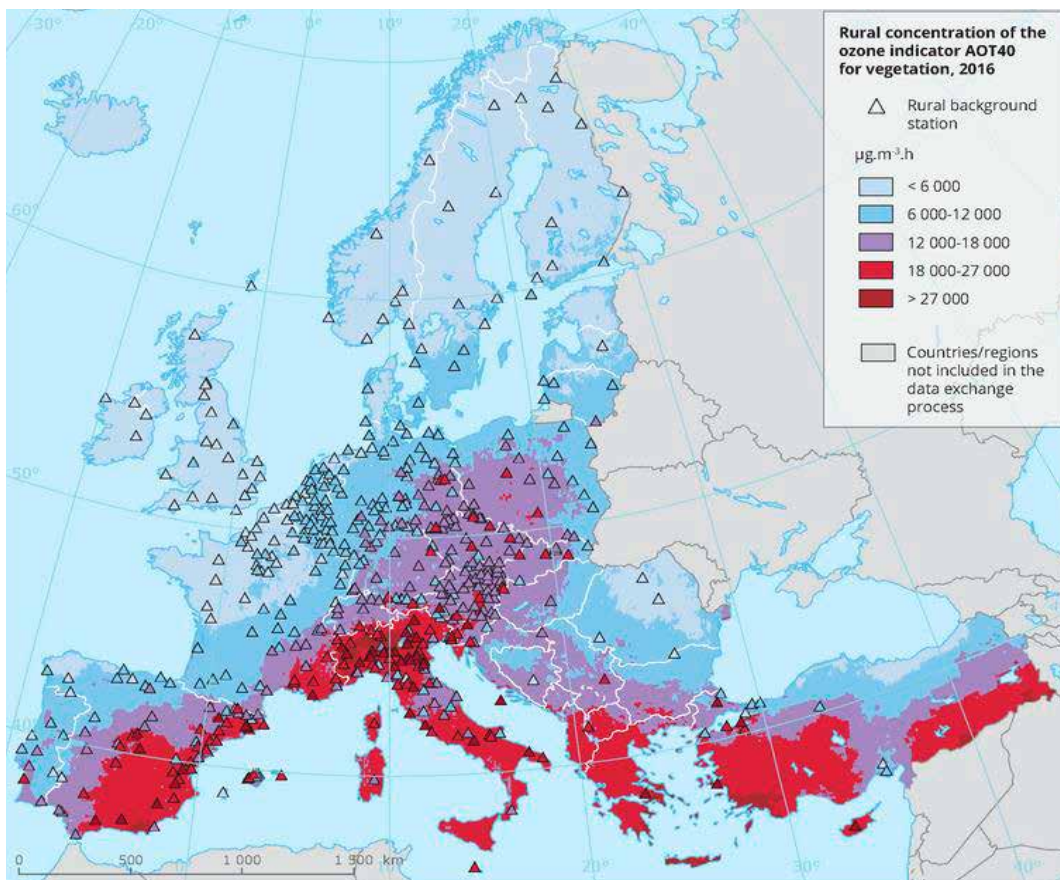 -30°
-20°
-10°
0°
10°
20°
30°
40°
50°
60°
50°
40°
0°
10°
20°
30°
40°
Rural concentration of the
ozone indicator AOT40
for vegetation, 2016
Rural background
station
µg.m⁻³.h
< 6 000
6 000-12 000
12 000-18 000
18 000-27 000
> 27 000
Countries/regions
not included in the
data exchange
process
0 500 1 000 1 500 km